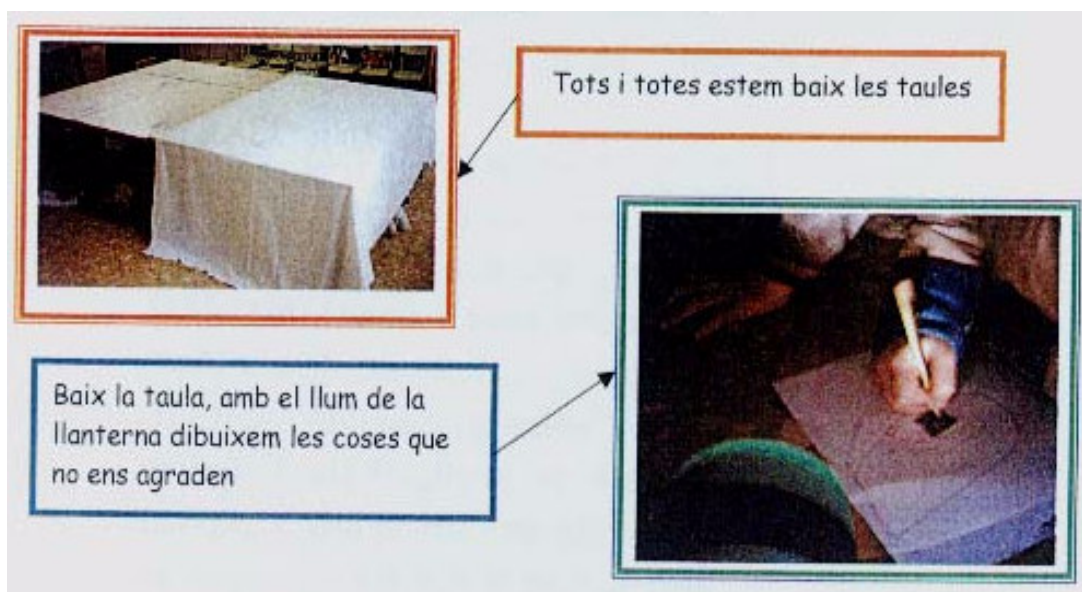 Tots i totes estem baix les taules
Baix la taula, amb el llum de la
llanterna dibuixem les coses que
no ens agraden